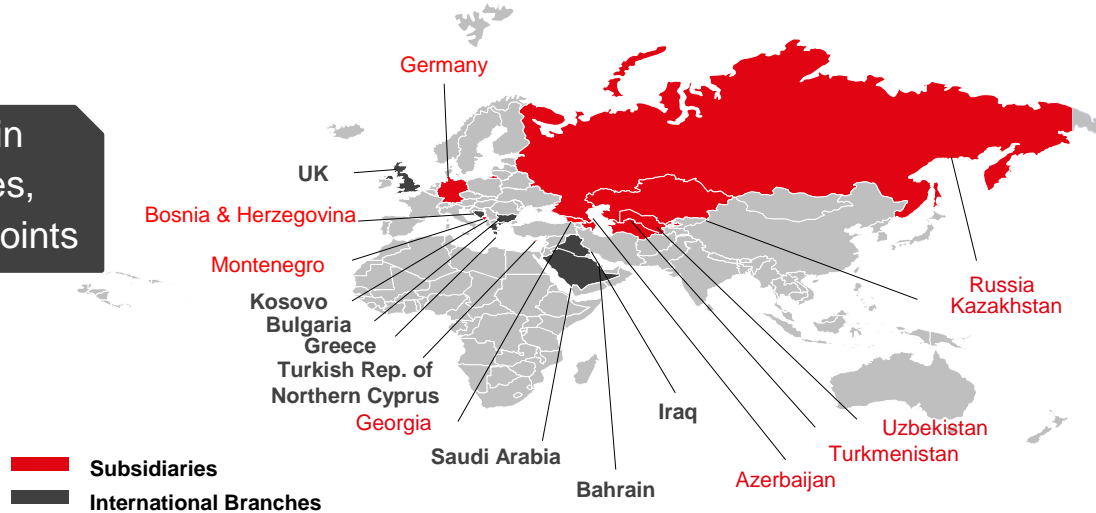 in
es,
oints
Germany
UK
Bosnia & Herzegovina
Montenegro
Kosovo
Bulgaria
Greece
Turkish Rep. of
Northern Cyprus
Georgia
Saudi Arabia
Bahrain
Iraq
Azerbaijan
Turkmenistan
Uzbekistan
Russia
Kazakhstan
Subsidiaries
International Branches